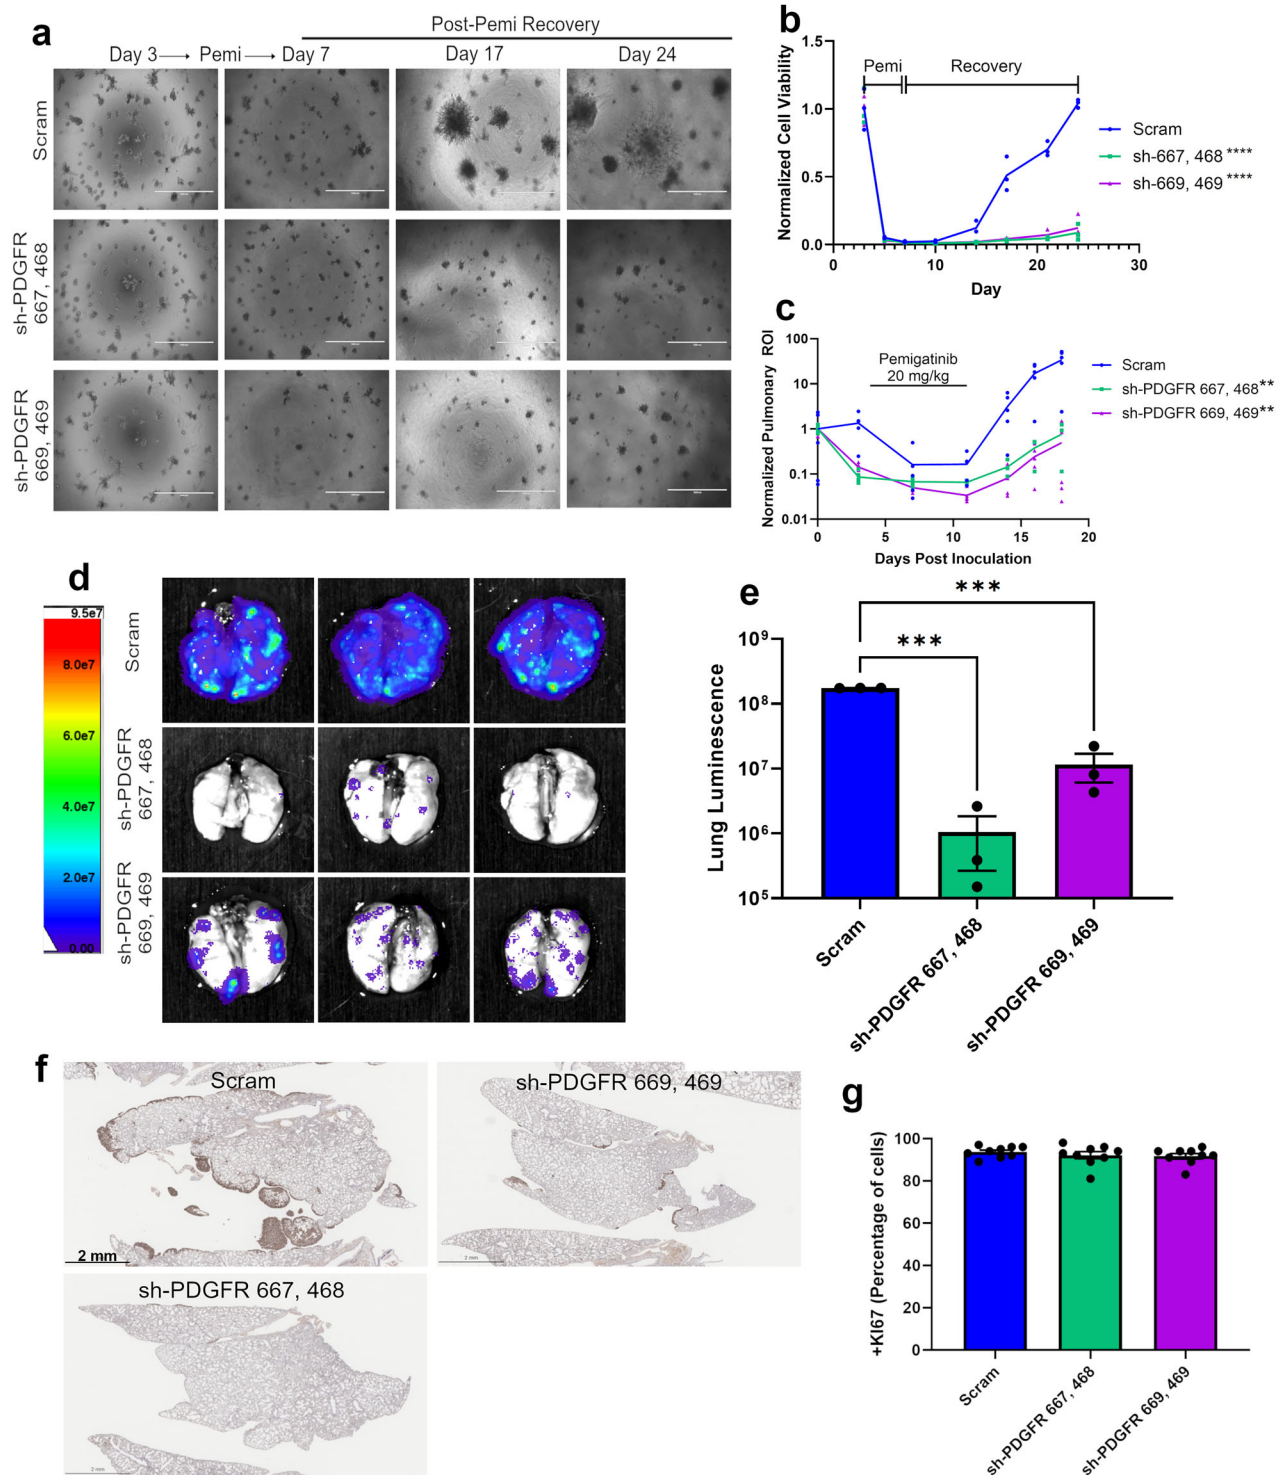 a
Post-Pemi Recovery
Day 3 → Pemi → Day 7
Day 17
Day 24
Scram
sh-PDGFR
667, 468
sh-PDGFR
669, 469
b
1.5
1.0
0.5
0.0
Normalized Cell Viability
Pemi
Recovery
0
10
20
30
Day
Scram
sh-667, 468 ****
sh-669, 469 ****
c
100
10
1
0.1
0.01
Normalized Pulmonary ROI
Pemigatinib
20 mg/kg
0
5
10
15
20
Days Post Inoculation
Scram
sh-PDGFR 667, 468**
sh-PDGFR 669, 469**
d
9.5e7
8.0e7
6.0e7
4.0e7
2.0e7
0.00
Scram
sh-PDGFR
667, 468
sh-PDGFR
669, 469
e
***
***
10⁹
10⁸
10⁷
10⁶
10⁵
Lung Luminescence
Scram
sh-PDGFR 667, 468
sh-PDGFR 669, 469
f
Scram
2 mm
sh-PDGFR 669, 469
2 mm
sh-PDGFR 667, 468
2 mm
g
100
80
60
40
20
0
+KI67 (Percentage of cells)
Scram
sh-PDGFR 667, 468
sh-PDGFR 669, 469